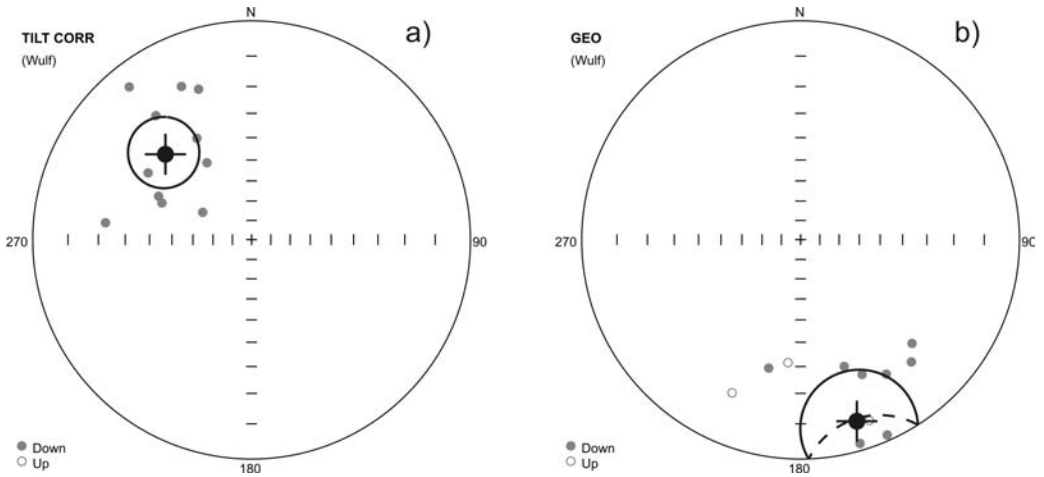 N
TILT CORR
(Wulf)
a)
270
90
Down
Up
180
N
GEO
(Wulf)
b)
270
90
Down
Up
180